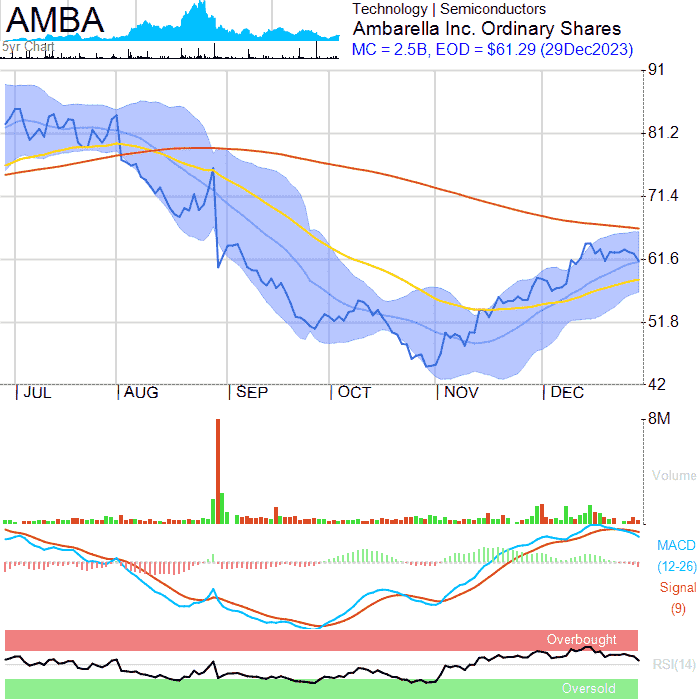 AMBA
5yr Chart
Technology | Semiconductors
Ambarella Inc. Ordinary Shares
MC = 2.5B, EOD = $61.29 (29Dec2023)
91
81.2
71.4
61.6
51.8
42
JUL AUG SEP OCT NOV DEC
8M
Volume
MACD
(12-26)
Signal
(9)
Overbought
RSI(14)
Oversold